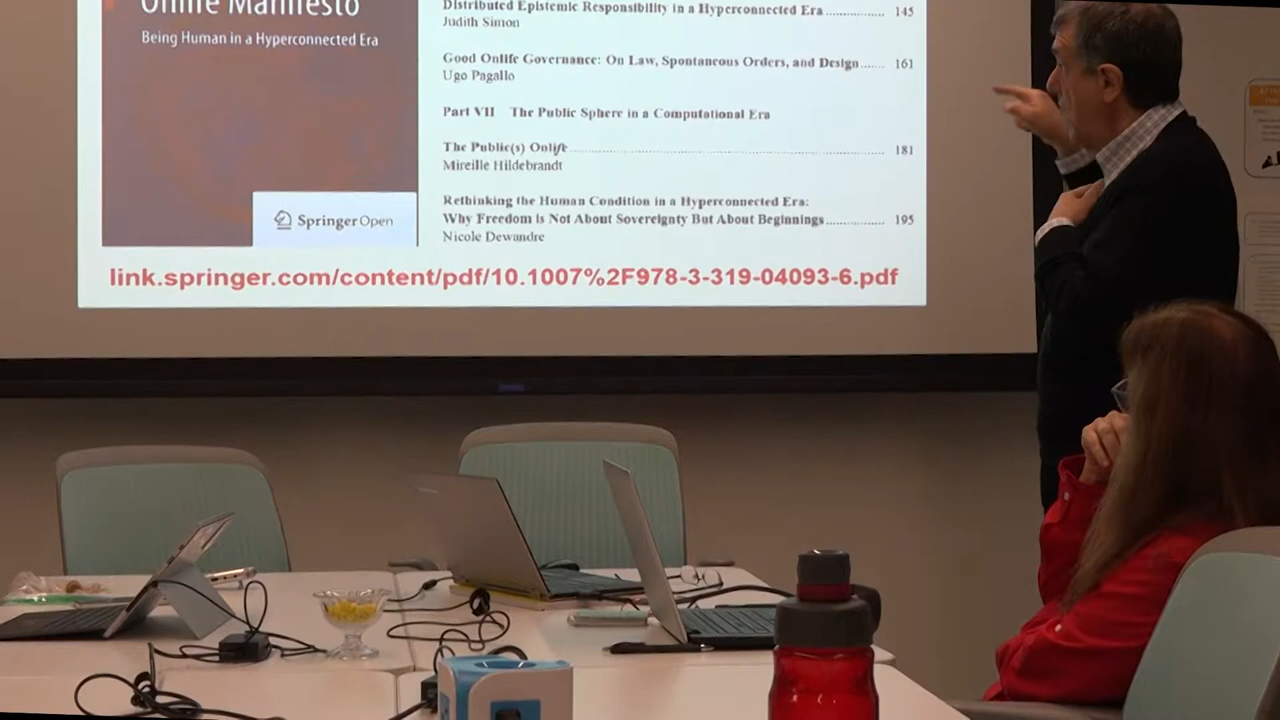 Onlife Manifesto
Being Human in a Hyperconnected Era
Springer Open
Distributed Epistemic Responsibility in a Hyperconnected Era ........ 145
Judith Simon
Good Onlife Governance: On Law, Spontaneous Orders, and Design ...... 161
Ugo Pagallo
Part VII The Public Sphere in a Computational Era
The Public(s) Onlife ........ 181
Mireille Hildebrandt
Rethinking the Human Condition in a Hyperconnected Era:
Why Freedom is Not About Sovereignty But About Beginnings ........ 195
Nicole Dewandre
link.springer.com/content/pdf/10.1007%2F978-3-319-04093-6.pdf